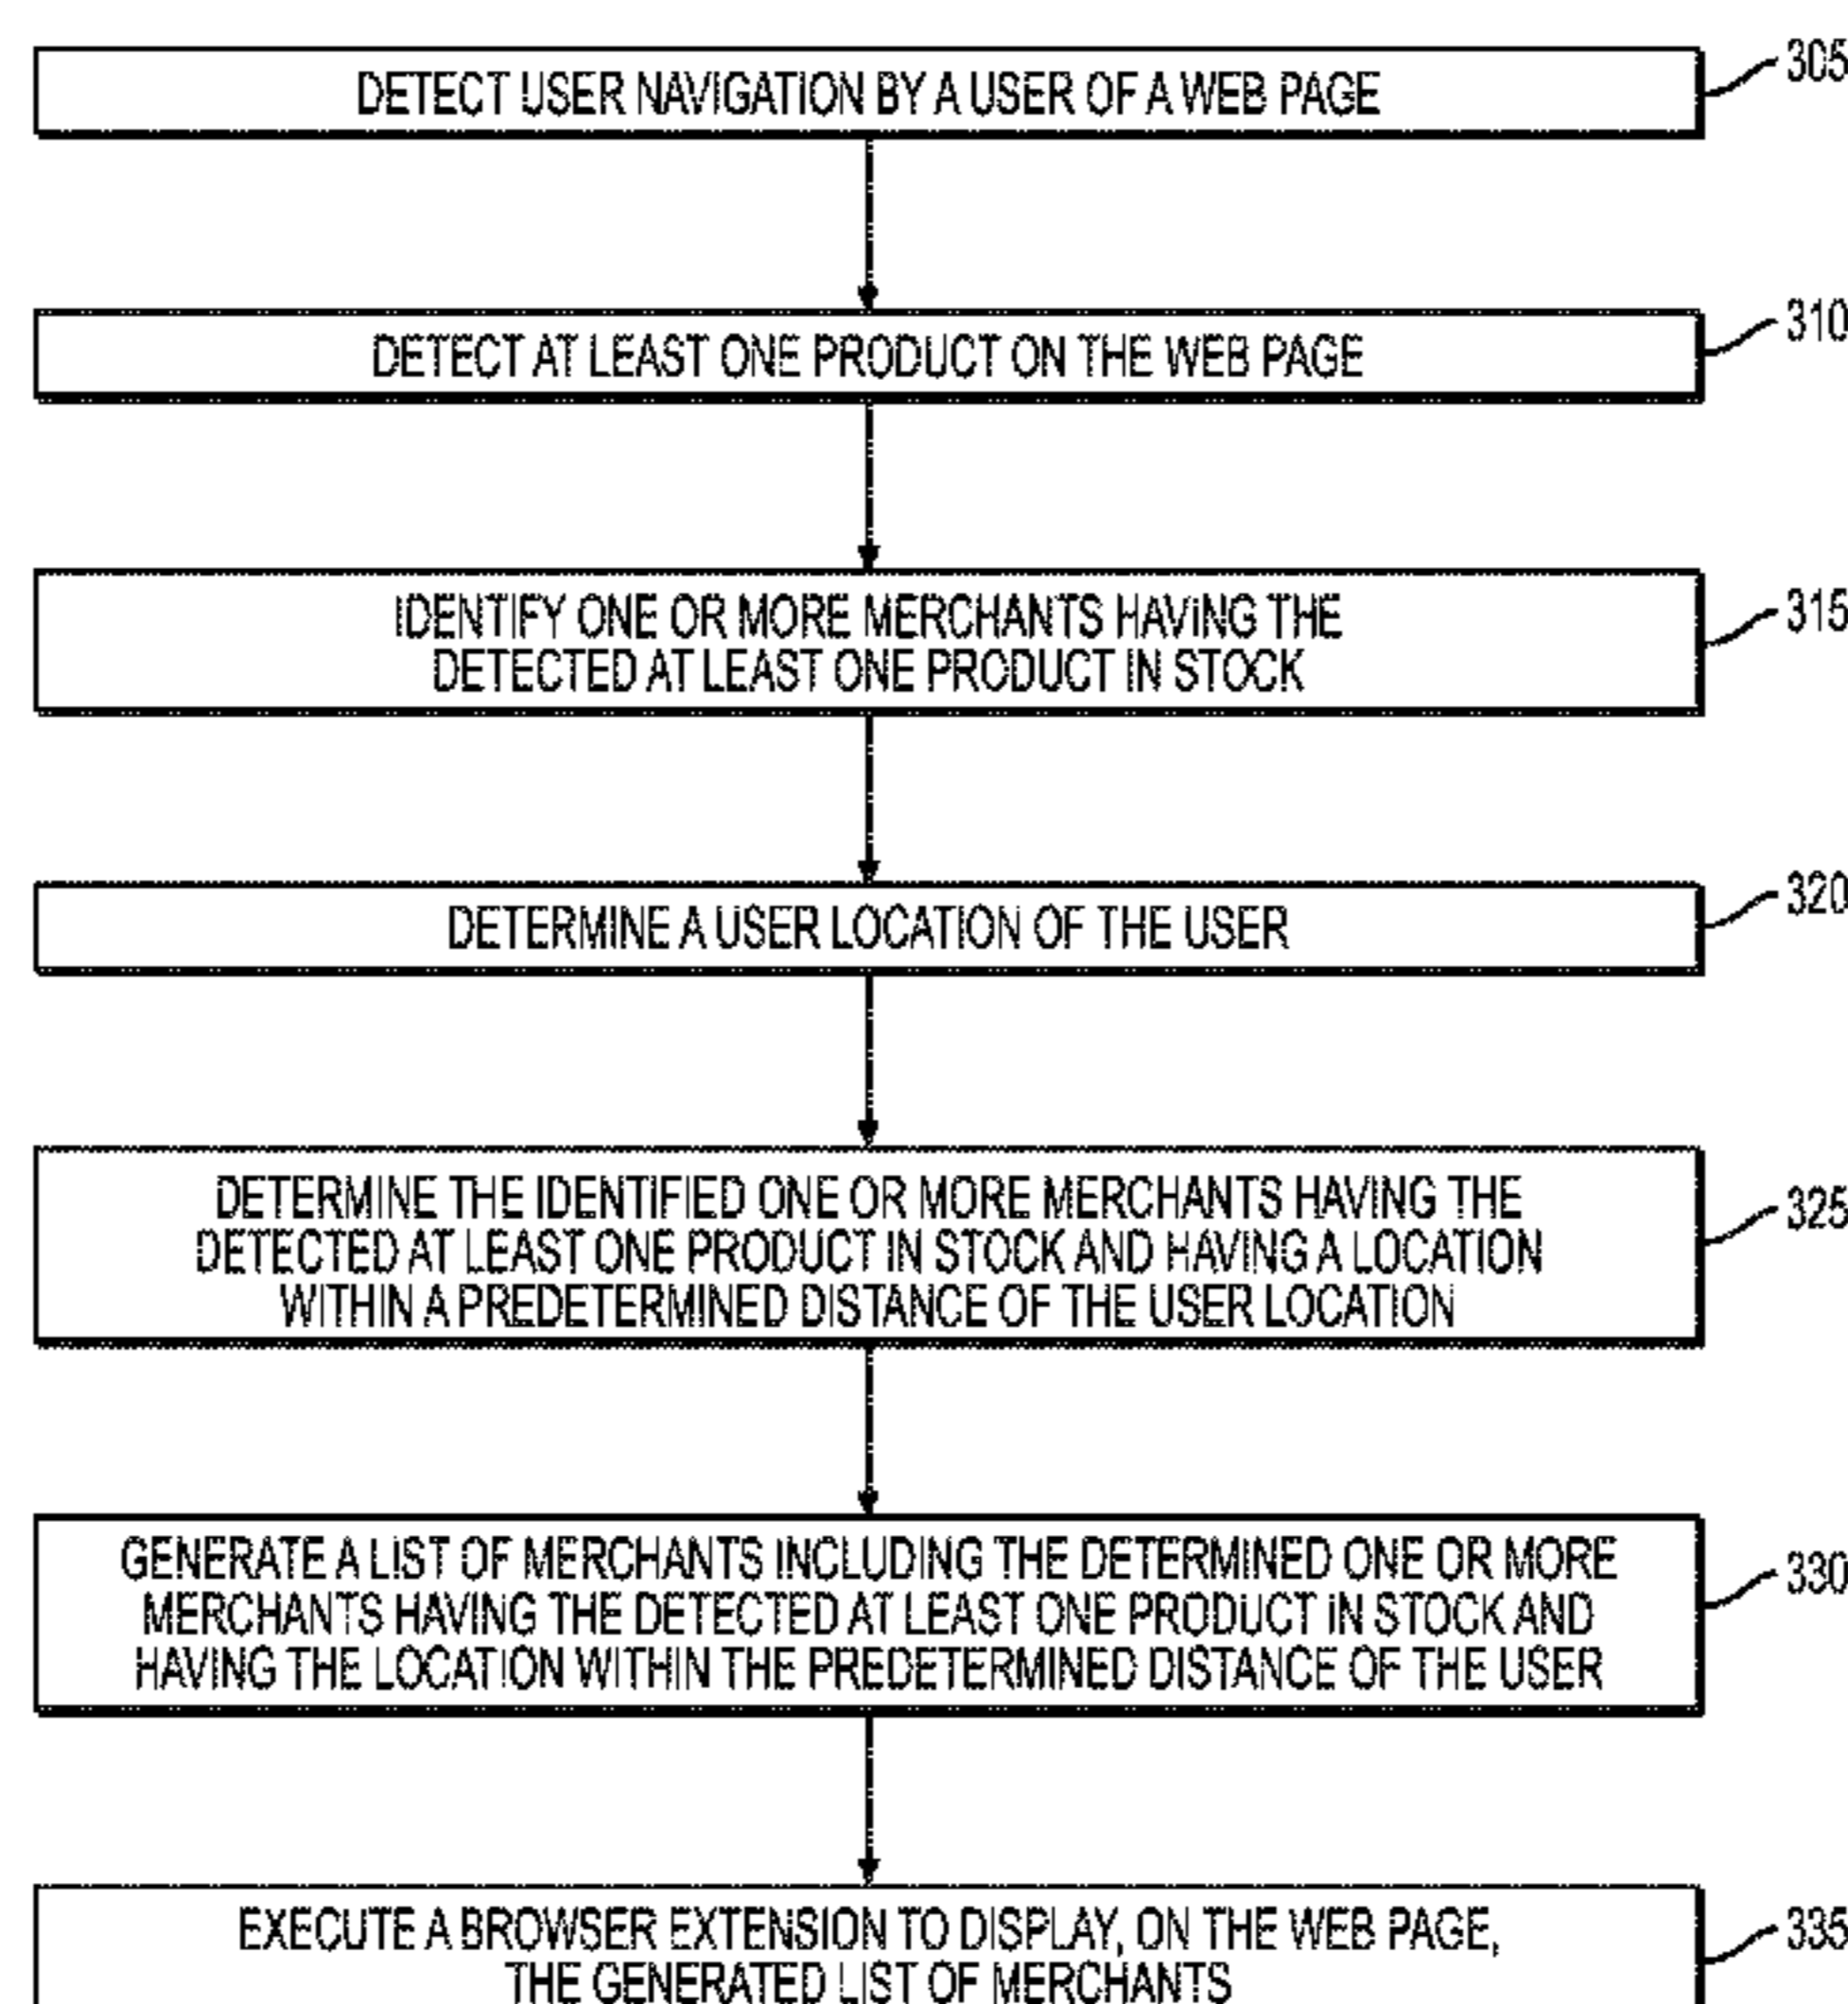 DETECT USER NAVIGATION BY A USER OF A WEB PAGE
305
DETECT AT LEAST ONE PRODUCT ON THE WEB PAGE
310
IDENTIFY ONE OR MORE MERCHANTS HAVING THE
DETECTED AT LEAST ONE PRODUCT IN STOCK
315
DETERMINE A USER LOCATION OF THE USER
320
DETERMINE THE IDENTIFIED ONE OR MORE MERCHANTS HAVING THE
DETECTED AT LEAST ONE PRODUCT IN STOCK AND HAVING A LOCATION
WITHIN A PREDETERMINED DISTANCE OF THE USER LOCATION
325
GENERATE A LIST OF MERCHANTS INCLUDING THE DETERMINED ONE OR MORE
MERCHANTS HAVING THE DETECTED AT LEAST ONE PRODUCT IN STOCK AND
HAVING THE LOCATION WITHIN THE PREDETERMINED DISTANCE OF THE USER
330
EXECUTE A BROWSER EXTENSION TO DISPLAY, ON THE WEB PAGE,
THE GENERATED LIST OF MERCHANTS
335